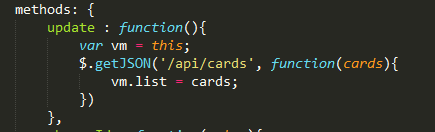 methods: {
update : function(){
var vm = this;
$.getJSON('/api/cards', function(cards){
vm.list = cards;
})
},